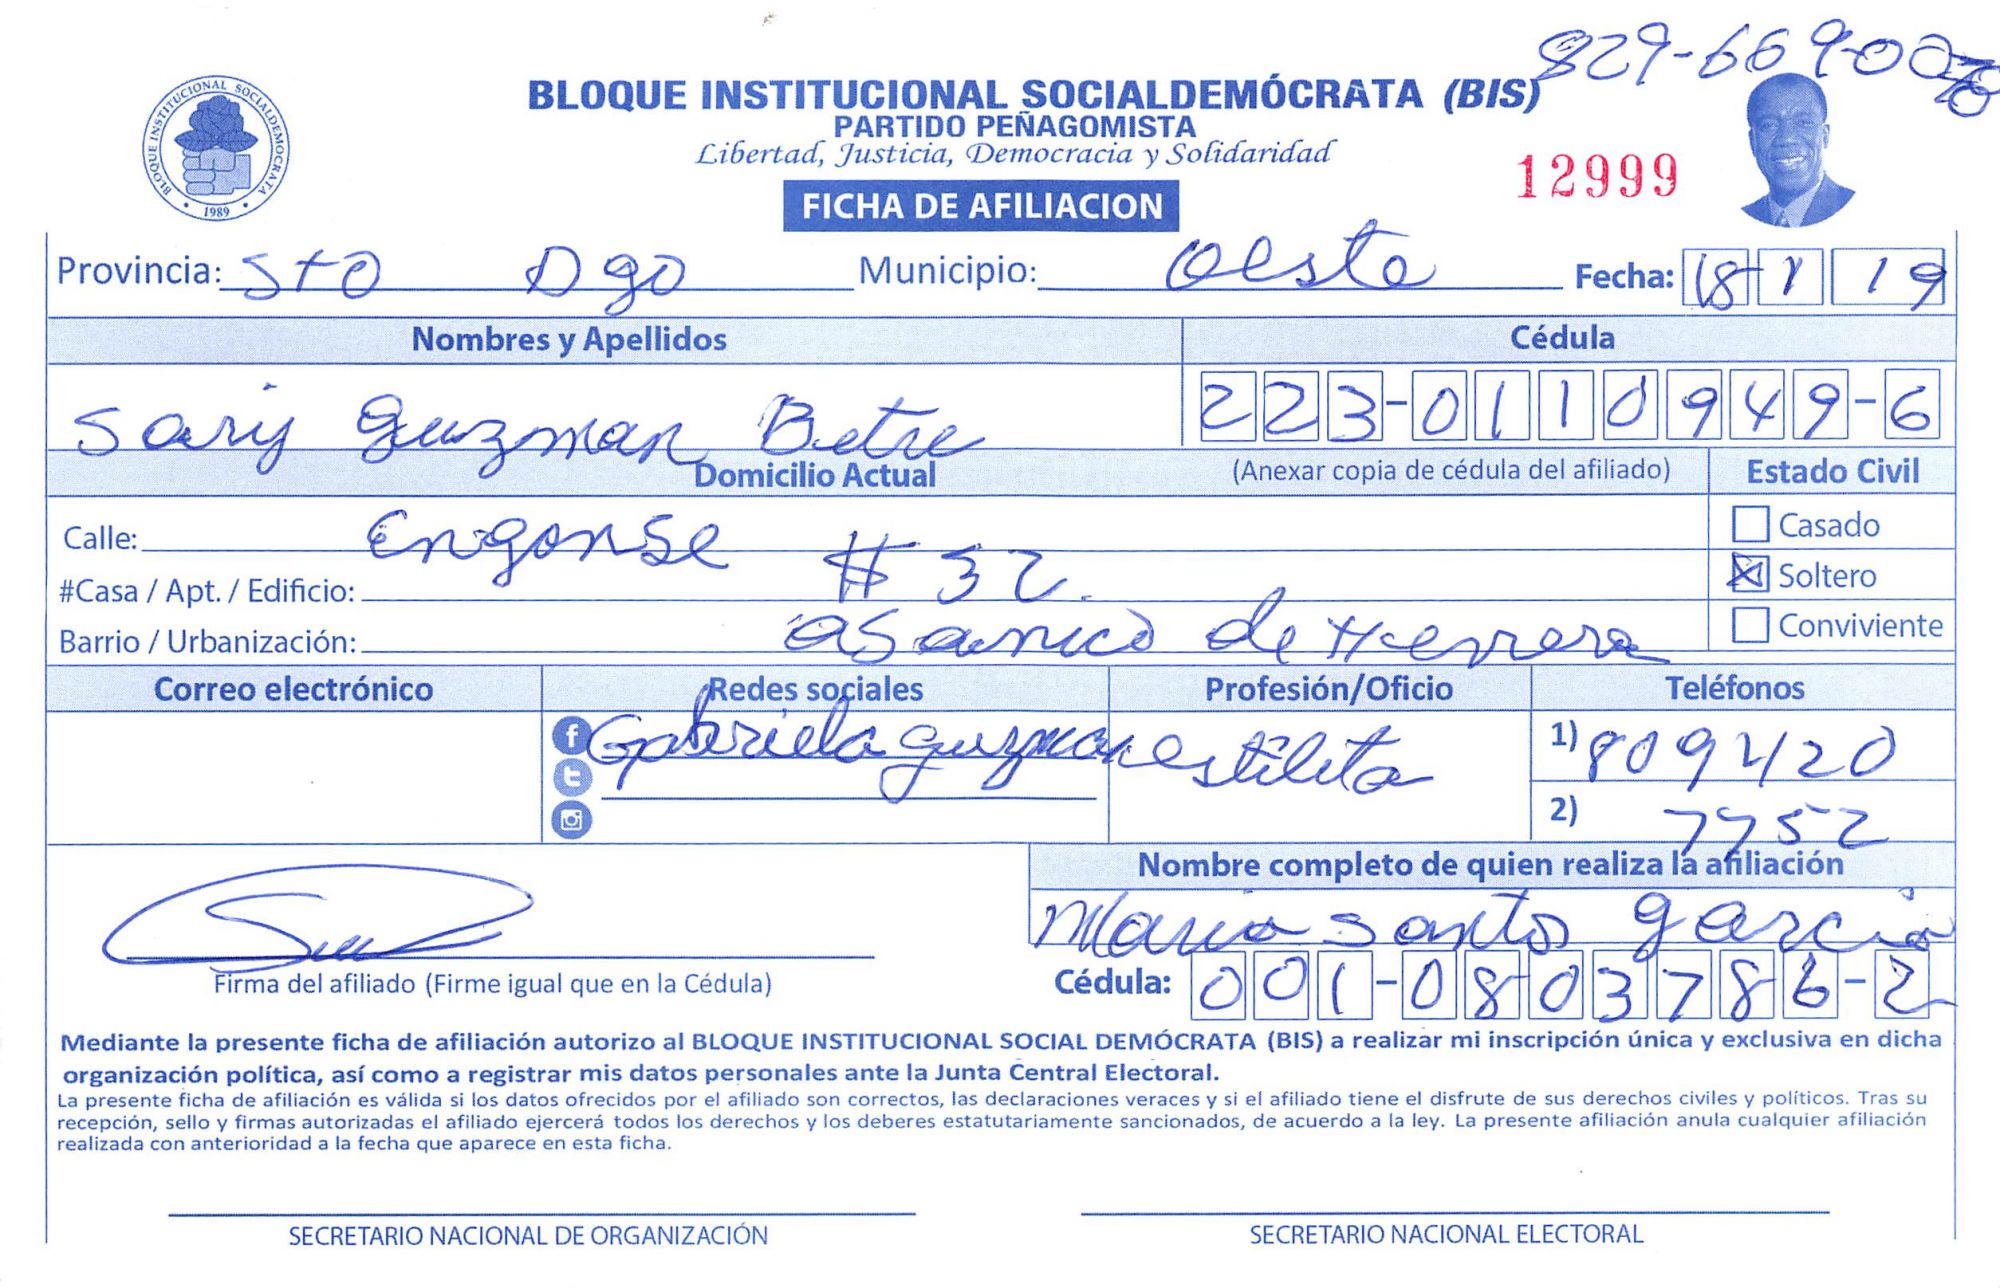 829-669-00
BLOQUE INSTITUCIONAL SOCIALDEMÓCRATA (BIS)
PARTIDO PEÑAGOMISTA
Libertad, Justicia, Democracia y Solidaridad
BLOQUE INSTITUCIONAL SOCIALDEMOCRATA
• 1989 •
12999
FICHA DE AFILIACION
Provincia: Sto Dgo Municipio: Oeste Fecha: 18 1 19
Nombres y Apellidos Cédula
Sariy Guzman Betre 223-0110949-6
Domicilio Actual (Anexar copia de cédula del afiliado) Estado Civil
Calle: Engonse Casado
#Casa / Apt. / Edificio: # 32. Soltero
Barrio / Urbanización: de Herrera Conviviente
Correo electrónico Redes sociales Profesión/Oficio Teléfonos
Gabriela guzman estilita 1) 809420
2) 7752
Nombre completo de quien realiza la afiliación
Maria Santos Garcia
Firma del afiliado (Firme igual que en la Cédula) Cédula: 001-0803786-2
Mediante la presente ficha de afiliación autorizo al BLOQUE INSTITUCIONAL SOCIAL DEMÓCRATA (BIS) a realizar mi inscripción única y exclusiva en dicha
organización política, así como a registrar mis datos personales ante la Junta Central Electoral.
La presente ficha de afiliación es válida si los datos ofrecidos por el afiliado son correctos, las declaraciones veraces y si el afiliado tiene el disfrute de sus derechos civiles y políticos. Tras su
recepción, sello y firmas autorizadas el afiliado ejercerá todos los derechos y los deberes estatutariamente sancionados, de acuerdo a la ley. La presente afiliación anula cualquier afiliación
realizada con anterioridad a la fecha que aparece en esta ficha.
SECRETARIO NACIONAL DE ORGANIZACIÓN SECRETARIO NACIONAL ELECTORAL